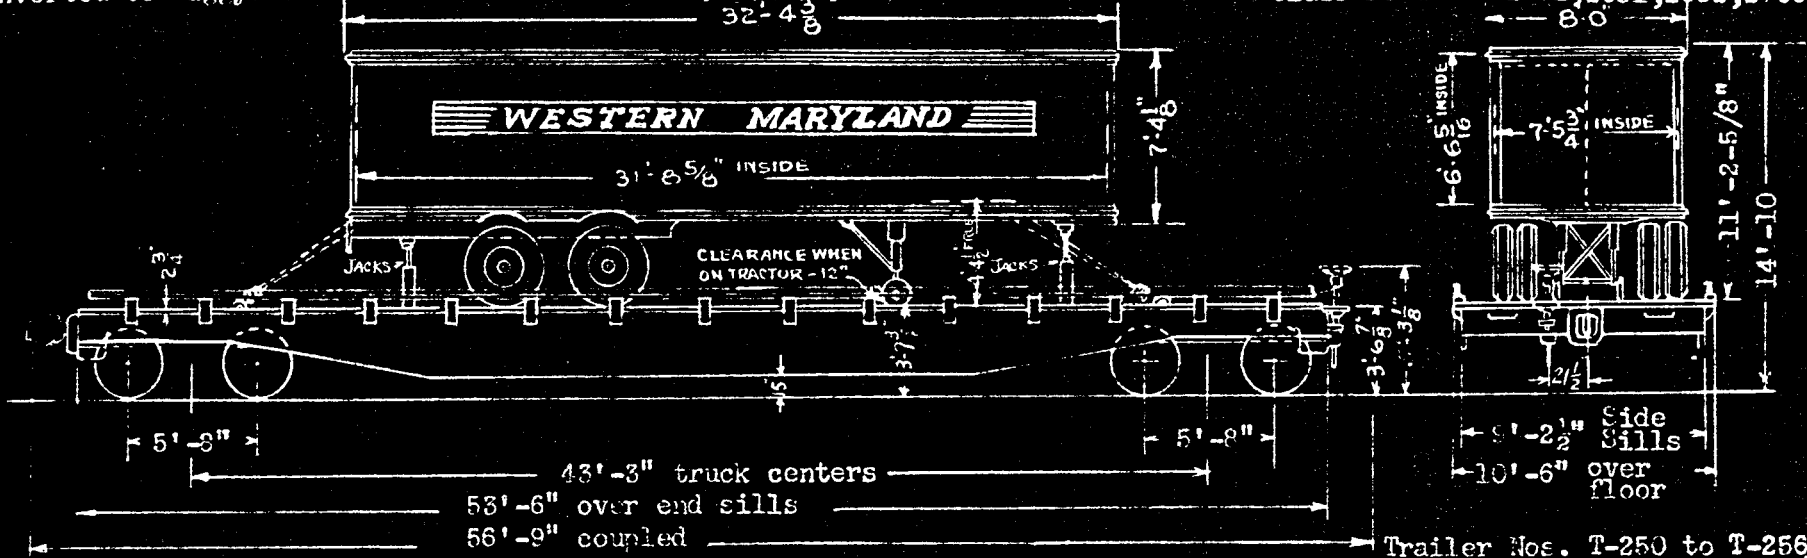 32'-4 3/8
8'-0"
WESTERN MARYLAND
31'-8 5/8" INSIDE
7'-4 1/8"
6'-6 5/16" INSIDE
7'-5 3/4" INSIDE
11'-2-5/8"
14'-10
2 3/4"
JACKS
CLEARANCE WHEN
ON TRACTOR - 12"
JACKS
3'-6 7/8"
21 1/2
5'-8"
5'-8"
9'-2 1/2" Side
Sills
43'-3" truck centers
10'-6" over
floor
53'-6" over end sills
56'-9" coupled
Trailer Nos. T-250 to T-256